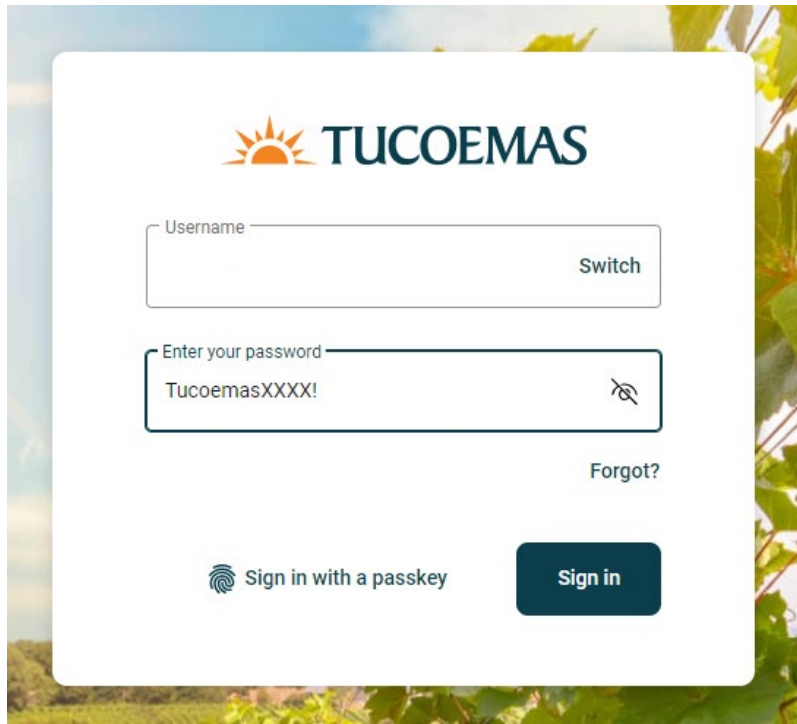 TUCOEMAS
Username
Switch
Enter your password
TucoemasXXXX!
Forgot?
Sign in with a passkey
Sign in